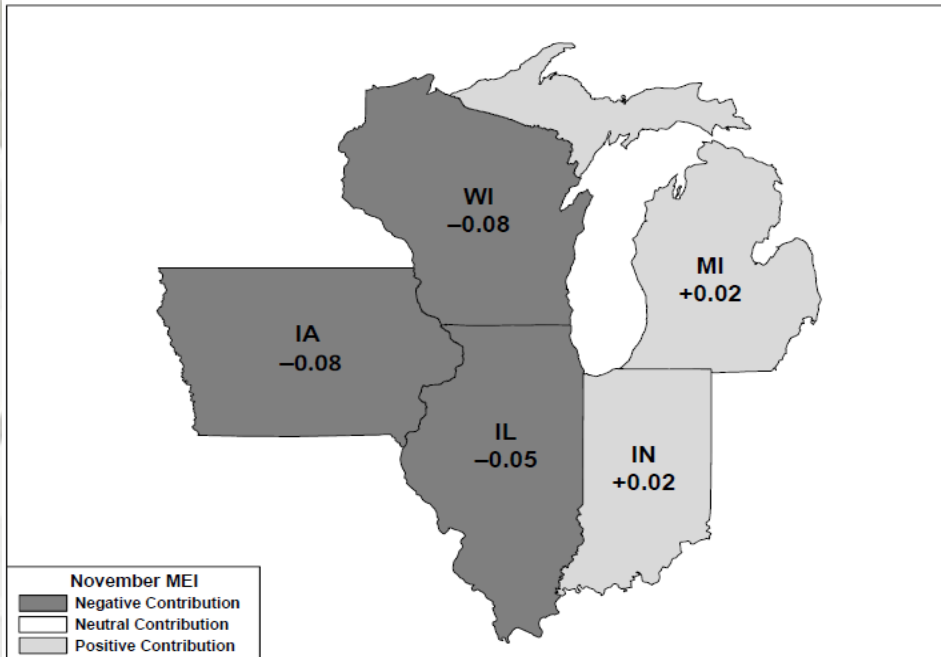 WI
–0.08
MI
+0.02
IA
–0.08
IL
–0.05
IN
+0.02
November MEI
Negative Contribution
Neutral Contribution
Positive Contribution